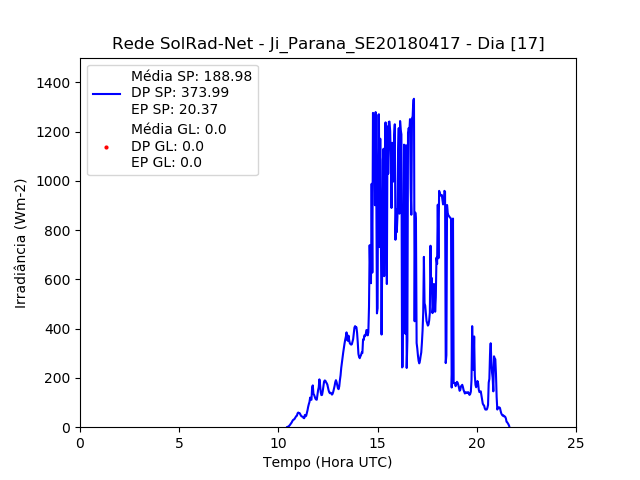 Rede SolRad-Net - Ji_Parana_SE20180417 - Dia [17]
Média SP: 188.98
DP SP: 373.99
EP SP: 20.37
Média GL: 0.0
DP GL: 0.0
EP GL: 0.0
Irradiância (Wm-2)
1400
1200
1000
800
600
400
200
0
0 5 10 15 20 25
Tempo (Hora UTC)